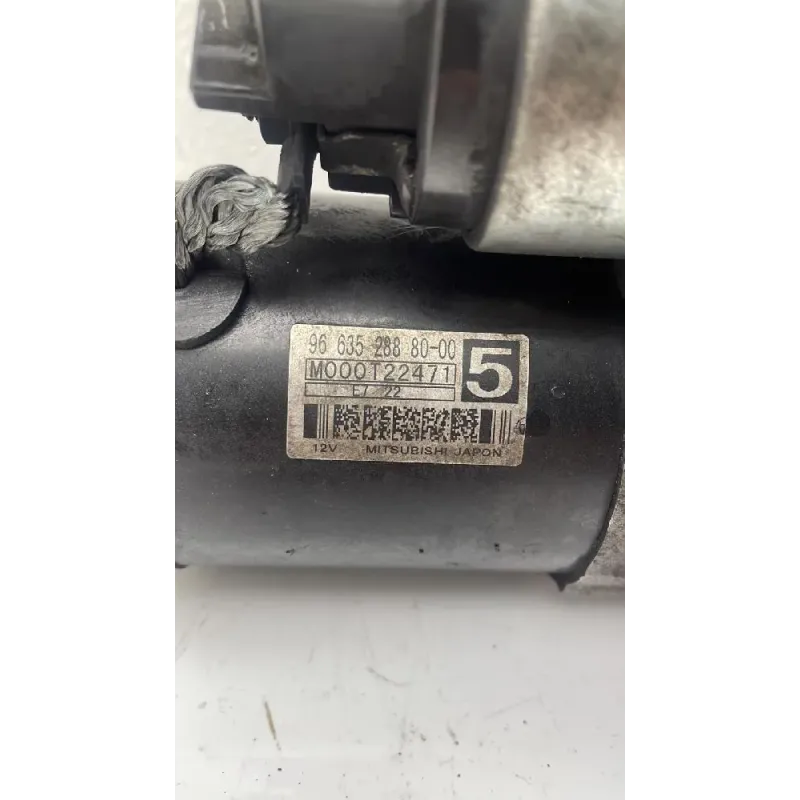 96 635 288 80-00
M000T22471
5
E7 22
12V MITSUBISHI JAPON